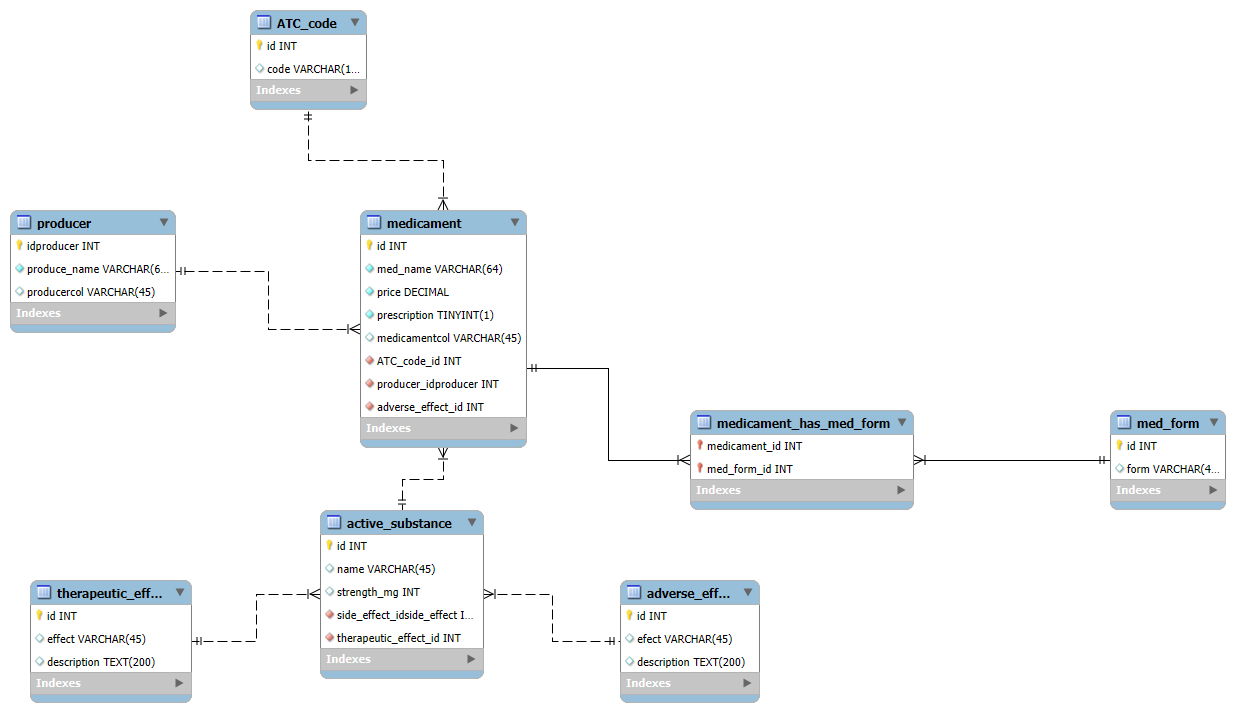 ATC_code
id INT
code VARCHAR(1...
Indexes
producer
idproducer INT
produce_name VARCHAR(6...
producercol VARCHAR(45)
Indexes
medicament
id INT
med_name VARCHAR(64)
price DECIMAL
prescription TINYINT(1)
medicamentcol VARCHAR(45)
ATC_code_id INT
producer_idproducer INT
adverse_effect_id INT
Indexes
medicament_has_med_form
medicament_id INT
med_form_id INT
Indexes
med_form
id INT
form VARCHAR(4...
Indexes
active_substance
id INT
name VARCHAR(45)
strength_mg INT
side_effect_idside_effect I...
therapeutic_effect_id INT
Indexes
therapeutic_eff...
id INT
effect VARCHAR(45)
description TEXT(200)
Indexes
adverse_eff...
id INT
efect VARCHAR(45)
description TEXT(200)
Indexes